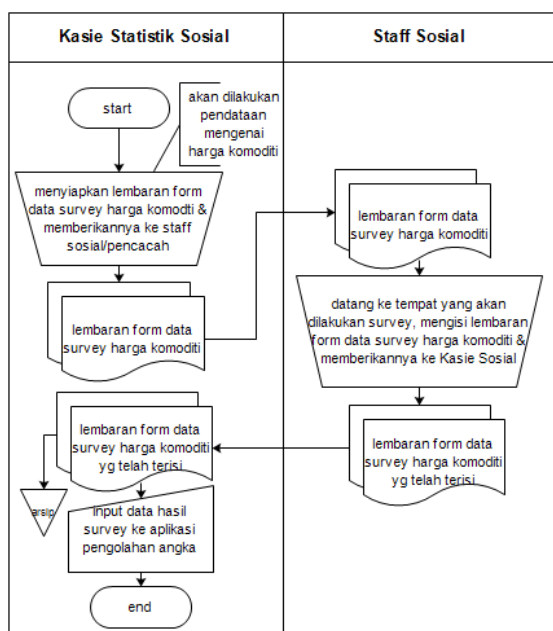 Kasie Statistik Sosial
Staff Sosial
start
akan dilakukan
pendataan
mengenai
harga komoditi
menyiapkan lembaran form
data survey harga komodti &
memberikannya ke staff
sosial/pencacah
lembaran form data
survey harga komoditi
lembaran form data
survey harga komoditi
datang ke tempat yang akan
dilakukan survey, mengisi lembaran
form data survey harga komoditi &
memberikannya ke Kasie Sosial
lembaran form data
survey harga komoditi
yg telah terisi
lembaran form data
survey harga komoditi
yg telah terisi
arsip
input data hasil
survey ke aplikasi
pengolahan angka
end